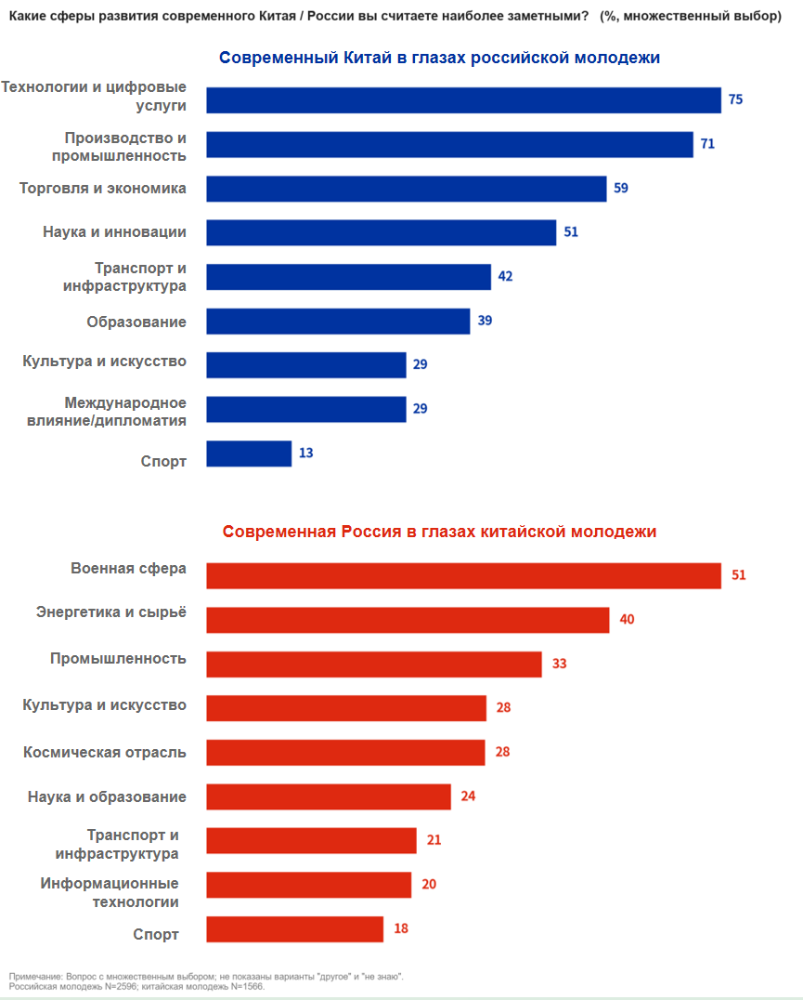 Какие сферы развития современного Китая / России вы считаете наиболее заметными? (%, множественный выбор)
Современный Китай в глазах российской молодежи
Технологии и цифровые
услуги
75
Производство и
промышленность
71
Торговля и экономика
59
Наука и инновации
51
Транспорт и
инфраструктура
42
Образование
39
Культура и искусство
29
Международное
влияние/дипломатия
29
Спорт
13
Современная Россия в глазах китайской молодежи
Военная сфера
51
Энергетика и сырьё
40
Промышленность
33
Культура и искусство
28
Космическая отрасль
28
Наука и образование
24
Транспорт и
инфраструктура
21
Информационные
технологии
20
Спорт
18
Примечание: Вопрос с множественным выбором; не показаны варианты "другое" и "не знаю".
Российская молодежь N=2596; китайская молодежь N=1566.